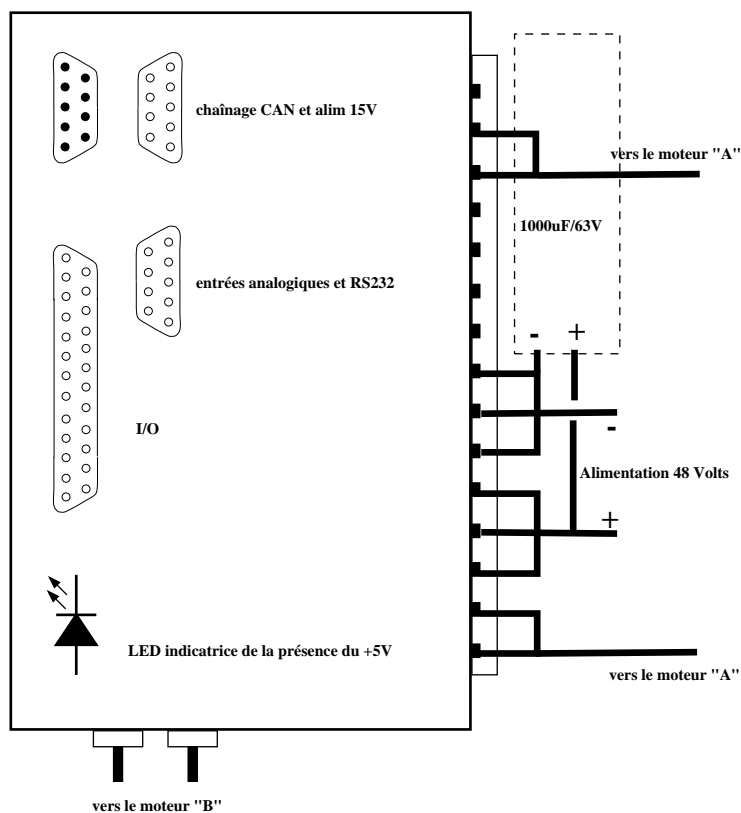 chaînage CAN et alim 15V
vers le moteur "A"
1000uF/63V
entrées analogiques et RS232
- +
I/O
-
Alimentation 48 Volts
+
LED indicatrice de la présence du +5V
vers le moteur "A"
vers le moteur "B"